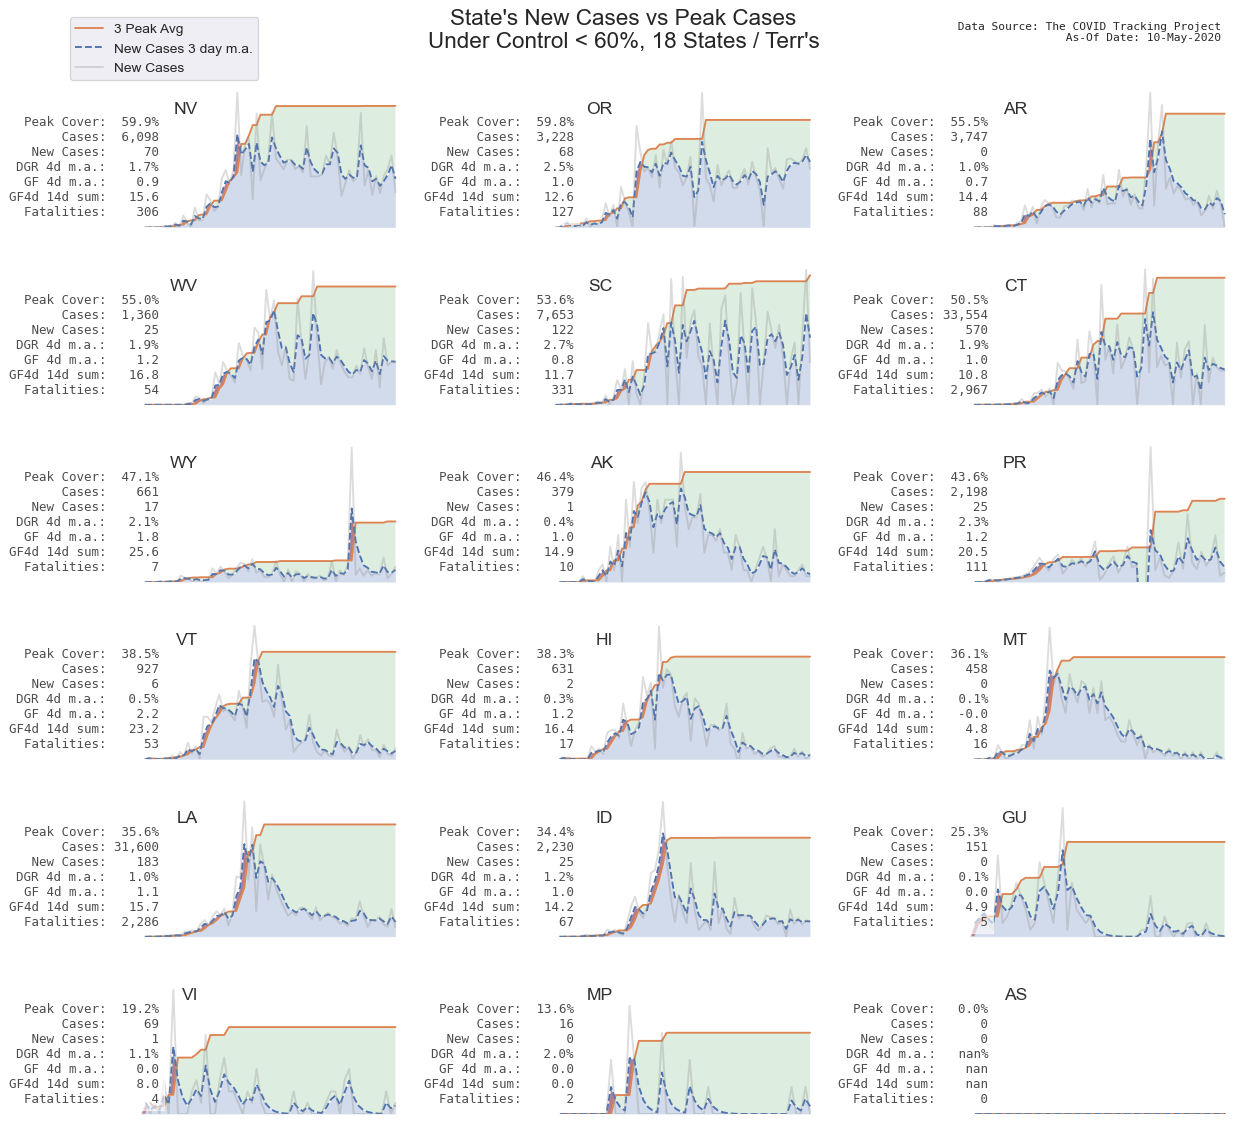 State's New Cases vs Peak Cases
Under Control < 60%, 18 States / Terr's
3 Peak Avg
New Cases 3 day m.a.
New Cases
Data Source: The COVID Tracking Project
As-Of Date: 10-May-2020
NV
Peak Cover: 59.9%
Cases: 6,098
New Cases: 70
DGR 4d m.a.: 1.7%
GF 4d m.a.: 0.9
GF4d 14d sum: 15.6
Fatalities: 306
OR
Peak Cover: 59.8%
Cases: 3,228
New Cases: 68
DGR 4d m.a.: 2.5%
GF 4d m.a.: 1.0
GF4d 14d sum: 12.6
Fatalities: 127
AR
Peak Cover: 55.5%
Cases: 3,747
New Cases: 0
DGR 4d m.a.: 1.0%
GF 4d m.a.: 0.7
GF4d 14d sum: 14.4
Fatalities: 88
WV
Peak Cover: 55.0%
Cases: 1,360
New Cases: 25
DGR 4d m.a.: 1.9%
GF 4d m.a.: 1.2
GF4d 14d sum: 16.8
Fatalities: 54
SC
Peak Cover: 53.6%
Cases: 7,653
New Cases: 122
DGR 4d m.a.: 2.7%
GF 4d m.a.: 0.8
GF4d 14d sum: 11.7
Fatalities: 331
CT
Peak Cover: 50.5%
Cases: 33,554
New Cases: 570
DGR 4d m.a.: 1.9%
GF 4d m.a.: 1.0
GF4d 14d sum: 10.8
Fatalities: 2,967
WY
Peak Cover: 47.1%
Cases: 661
New Cases: 17
DGR 4d m.a.: 2.1%
GF 4d m.a.: 1.8
GF4d 14d sum: 25.6
Fatalities: 7
AK
Peak Cover: 46.4%
Cases: 379
New Cases: 1
DGR 4d m.a.: 0.4%
GF 4d m.a.: 1.0
GF4d 14d sum: 14.9
Fatalities: 10
PR
Peak Cover: 43.6%
Cases: 2,198
New Cases: 25
DGR 4d m.a.: 2.3%
GF 4d m.a.: 1.2
GF4d 14d sum: 20.5
Fatalities: 111
VT
Peak Cover: 38.5%
Cases: 927
New Cases: 6
DGR 4d m.a.: 0.5%
GF 4d m.a.: 2.2
GF4d 14d sum: 23.2
Fatalities: 53
HI
Peak Cover: 38.3%
Cases: 631
New Cases: 2
DGR 4d m.a.: 0.3%
GF 4d m.a.: 1.2
GF4d 14d sum: 16.4
Fatalities: 17
MT
Peak Cover: 36.1%
Cases: 458
New Cases: 0
DGR 4d m.a.: 0.1%
GF 4d m.a.: -0.0
GF4d 14d sum: 4.8
Fatalities: 16
LA
Peak Cover: 35.6%
Cases: 31,600
New Cases: 183
DGR 4d m.a.: 1.0%
GF 4d m.a.: 1.1
GF4d 14d sum: 15.7
Fatalities: 2,286
ID
Peak Cover: 34.4%
Cases: 2,230
New Cases: 25
DGR 4d m.a.: 1.2%
GF 4d m.a.: 1.0
GF4d 14d sum: 14.2
Fatalities: 67
GU
Peak Cover: 25.3%
Cases: 151
New Cases: 0
DGR 4d m.a.: 0.1%
GF 4d m.a.: 0.0
GF4d 14d sum: 4.9
Fatalities: 5
VI
Peak Cover: 19.2%
Cases: 69
New Cases: 1
DGR 4d m.a.: 1.1%
GF 4d m.a.: 0.0
GF4d 14d sum: 8.0
Fatalities: 4
MP
Peak Cover: 13.6%
Cases: 16
New Cases: 0
DGR 4d m.a.: 2.0%
GF 4d m.a.: 0.0
GF4d 14d sum: 0.0
Fatalities: 2
AS
Peak Cover: 0.0%
Cases: 0
New Cases: 0
DGR 4d m.a.: nan%
GF 4d m.a.: nan
GF4d 14d sum: nan
Fatalities: 0